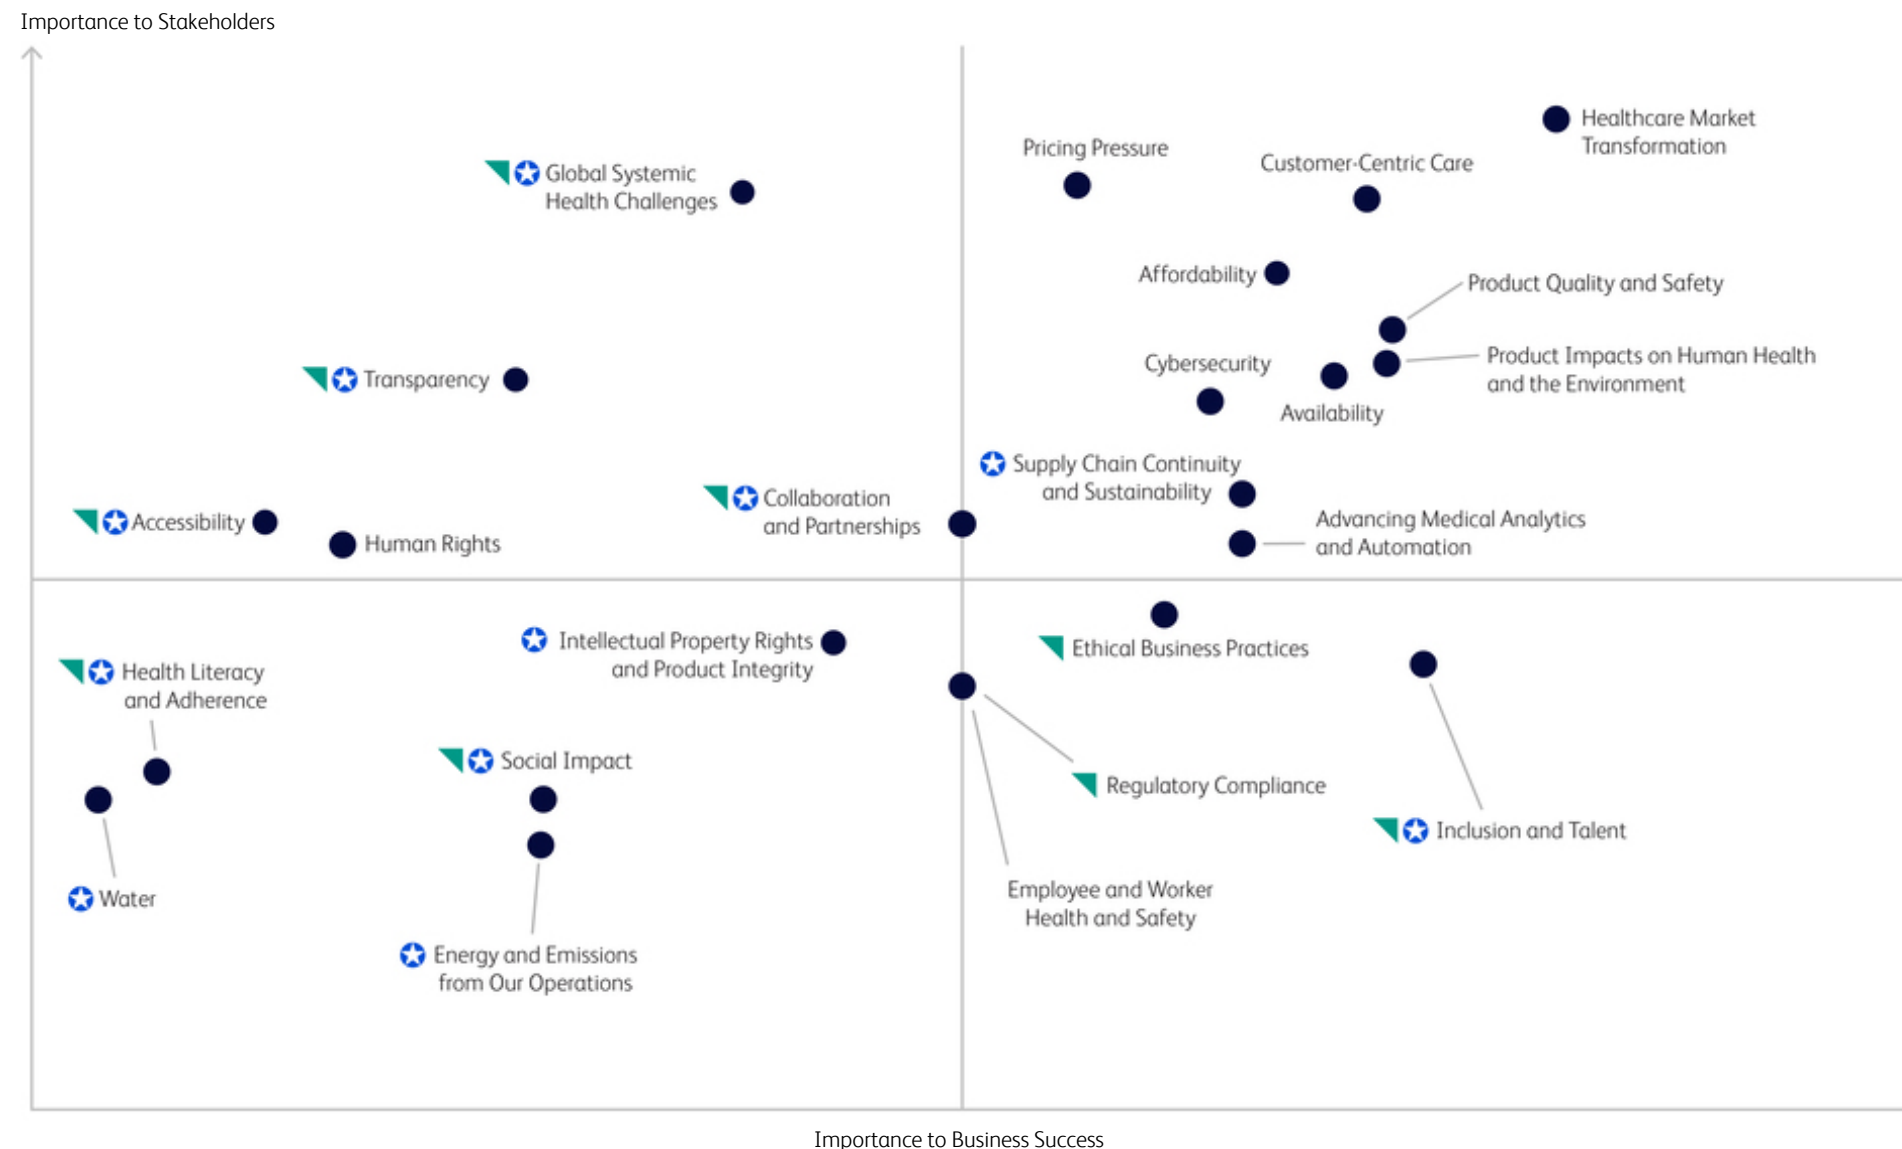 Importance to Stakeholders
Healthcare Market
Transformation
Pricing Pressure
Customer-Centric Care
Global Systemic
Health Challenges
Affordability
Product Quality and Safety
Cybersecurity
Product Impacts on Human Health
and the Environment
Transparency
Availability
Supply Chain Continuity
and Sustainability
Collaboration
and Partnerships
Advancing Medical Analytics
and Automation
Accessibility
Human Rights
Intellectual Property Rights
and Product Integrity
Ethical Business Practices
Health Literacy
and Adherence
Social Impact
Regulatory Compliance
Inclusion and Talent
Water
Employee and Worker
Health and Safety
Energy and Emissions
from Our Operations
Importance to Business Success